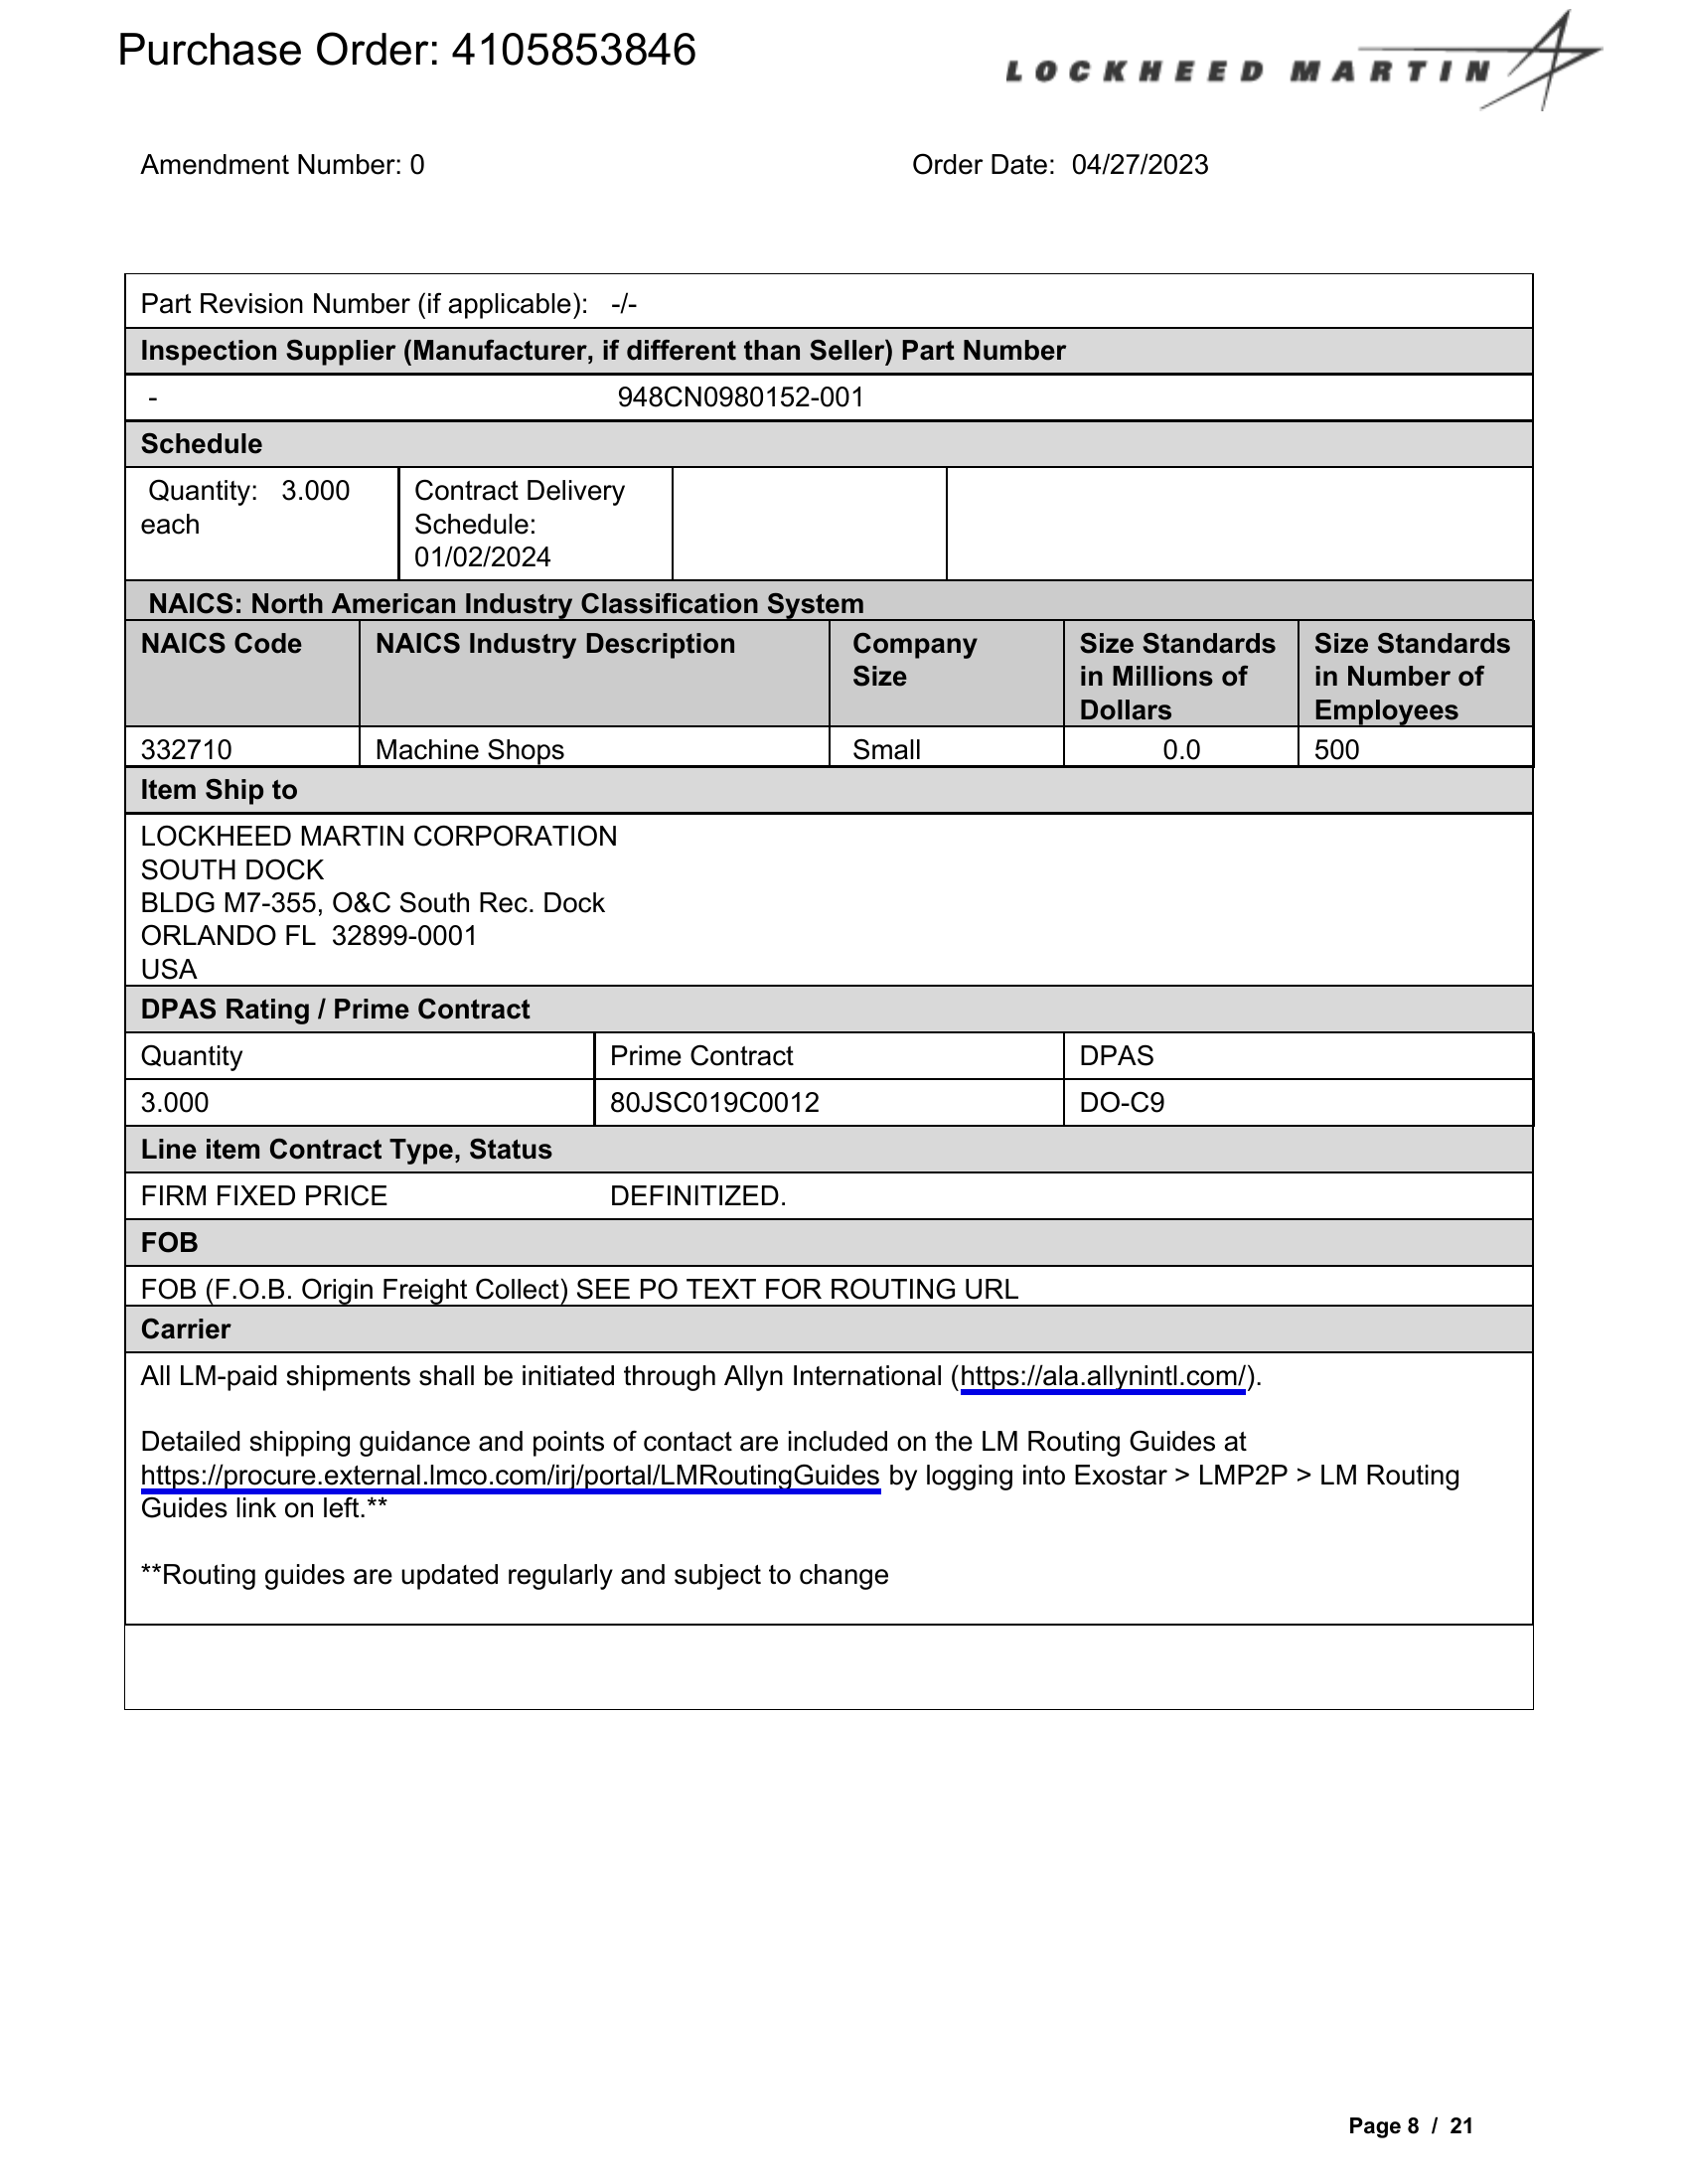 Purchase Order: 4105853846
LOCKHEED MARTIN
Amendment Number: 0 Order Date: 04/27/2023
Part Revision Number (if applicable): -/-
Inspection Supplier (Manufacturer, if different than Seller) Part Number
- 948CN0980152-001
Schedule
Quantity: 3.000
each
Contract Delivery
Schedule:
01/02/2024
NAICS: North American Industry Classification System
NAICS Code
NAICS Industry Description
Company
Size
Size Standards
in Millions of
Dollars
Size Standards
in Number of
Employees
332710 Machine Shops Small 0.0 500
Item Ship to
LOCKHEED MARTIN CORPORATION
SOUTH DOCK
BLDG M7-355, O&C South Rec. Dock
ORLANDO FL 32899-0001
USA
DPAS Rating / Prime Contract
Quantity Prime Contract DPAS
3.000 80JSC019C0012 DO-C9
Line item Contract Type, Status
FIRM FIXED PRICE DEFINITIZED.
FOB
FOB (F.O.B. Origin Freight Collect) SEE PO TEXT FOR ROUTING URL
Carrier
All LM-paid shipments shall be initiated through Allyn International (https://ala.allynintl.com/).
Detailed shipping guidance and points of contact are included on the LM Routing Guides at
https://procure.external.lmco.com/irj/portal/LMRoutingGuides by logging into Exostar > LMP2P > LM Routing
Guides link on left.**
**Routing guides are updated regularly and subject to change
Page 8 / 21